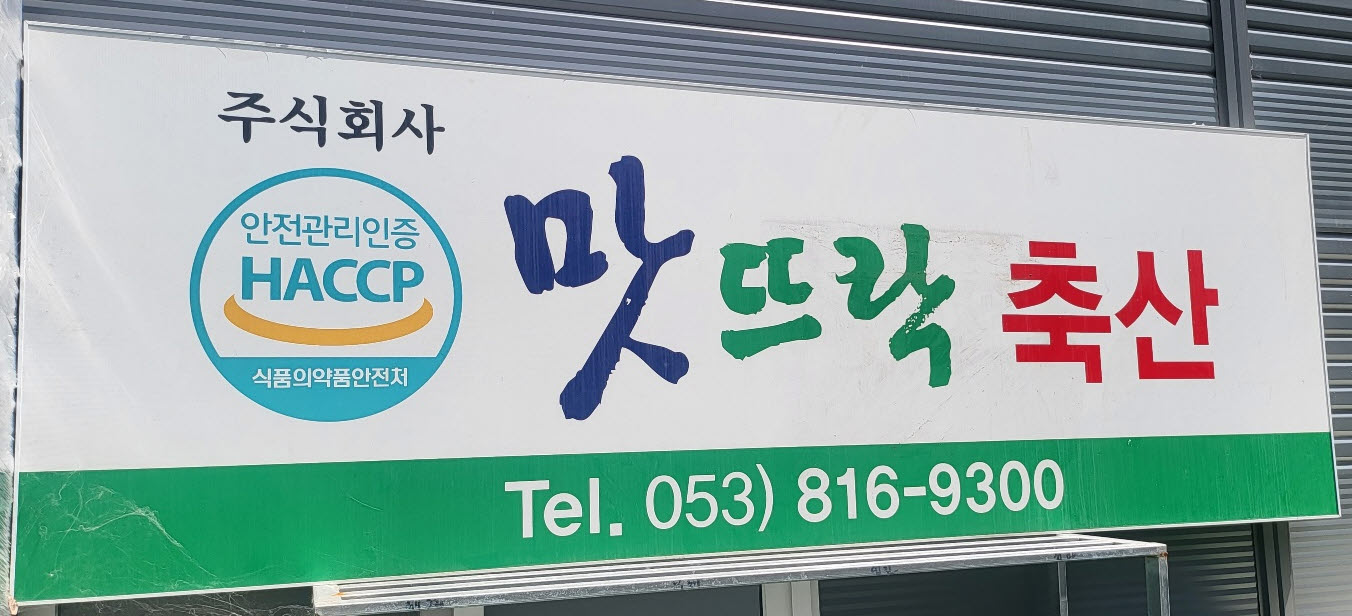 주식회사
안전관리인증
HACCP
식품의약품안전처
맛뜨락 축산
Tel. 053) 816-9300